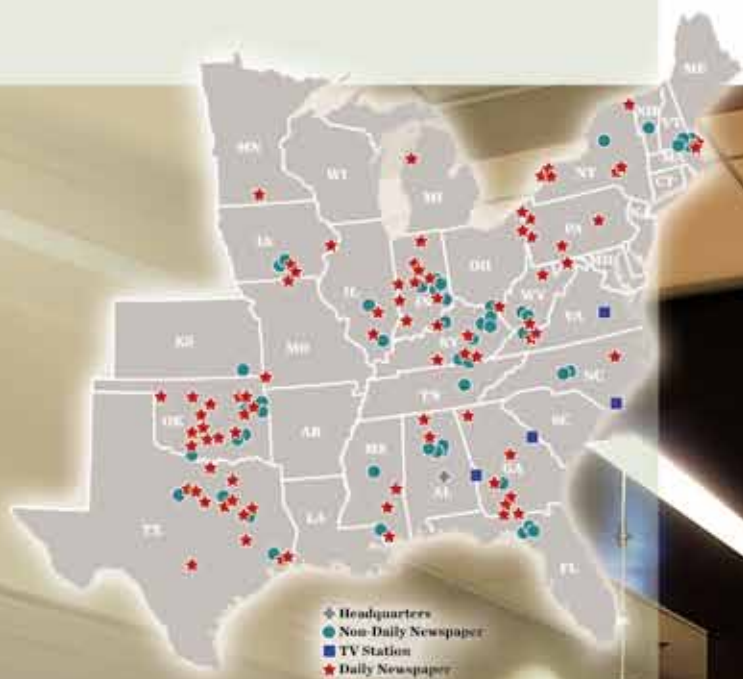 ME
NH
VT
MN
WI
MI
NY
MA
CT
IA
PA
OH
MD
IL
IN
WV
VA
KS
MO
KY
NC
TN
OK
AR
SC
MS
GA
AL
LA
TX
FL
Headquarters
Non-Daily Newspaper
TV Station
Daily Newspaper